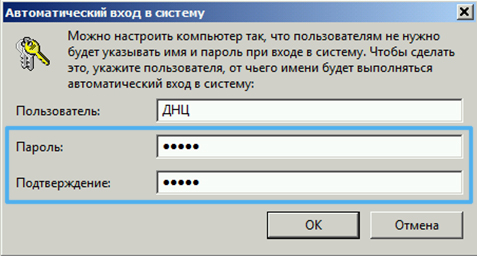 Автоматический вход в систему
Можно настроить компьютер так, что пользователям не нужно
будет указывать имя и пароль при входе в систему. Чтобы сделать
это, укажите пользователя, от чьего имени будет выполняться
автоматический вход в систему:
Пользователь: ДНЦ
Пароль: •••••
Подтверждение: •••••
OK Отмена